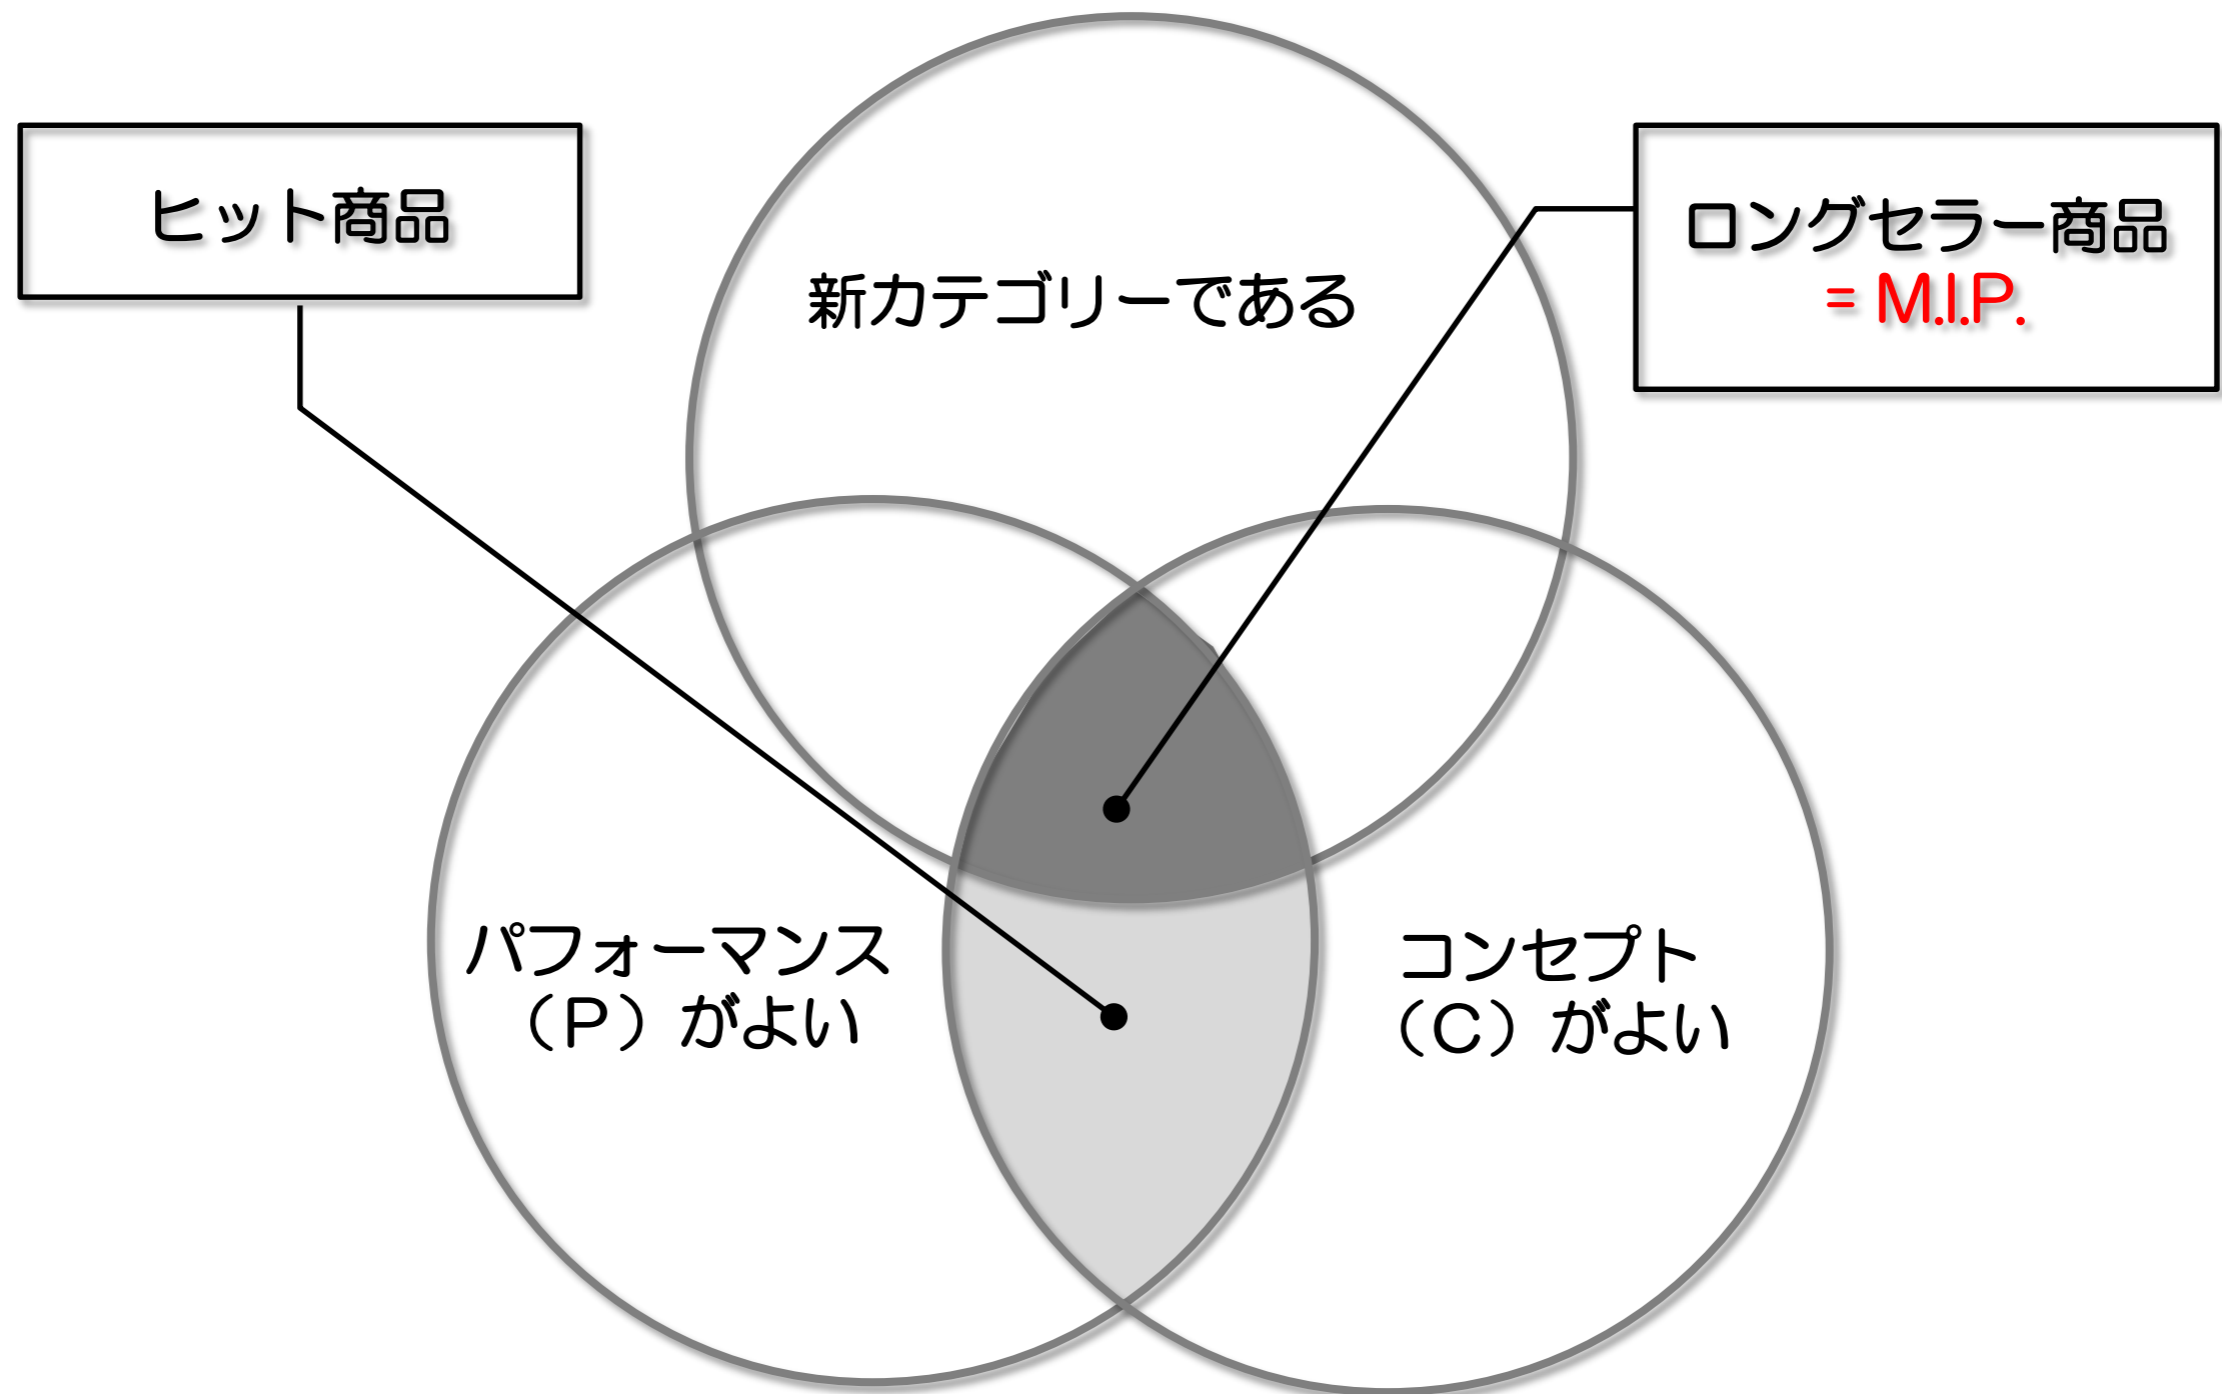 ヒット商品
ロングセラー商品
= M.I.P.
新カテゴリーである
パフォーマンス
（P）がよい
コンセプト
（C）がよい